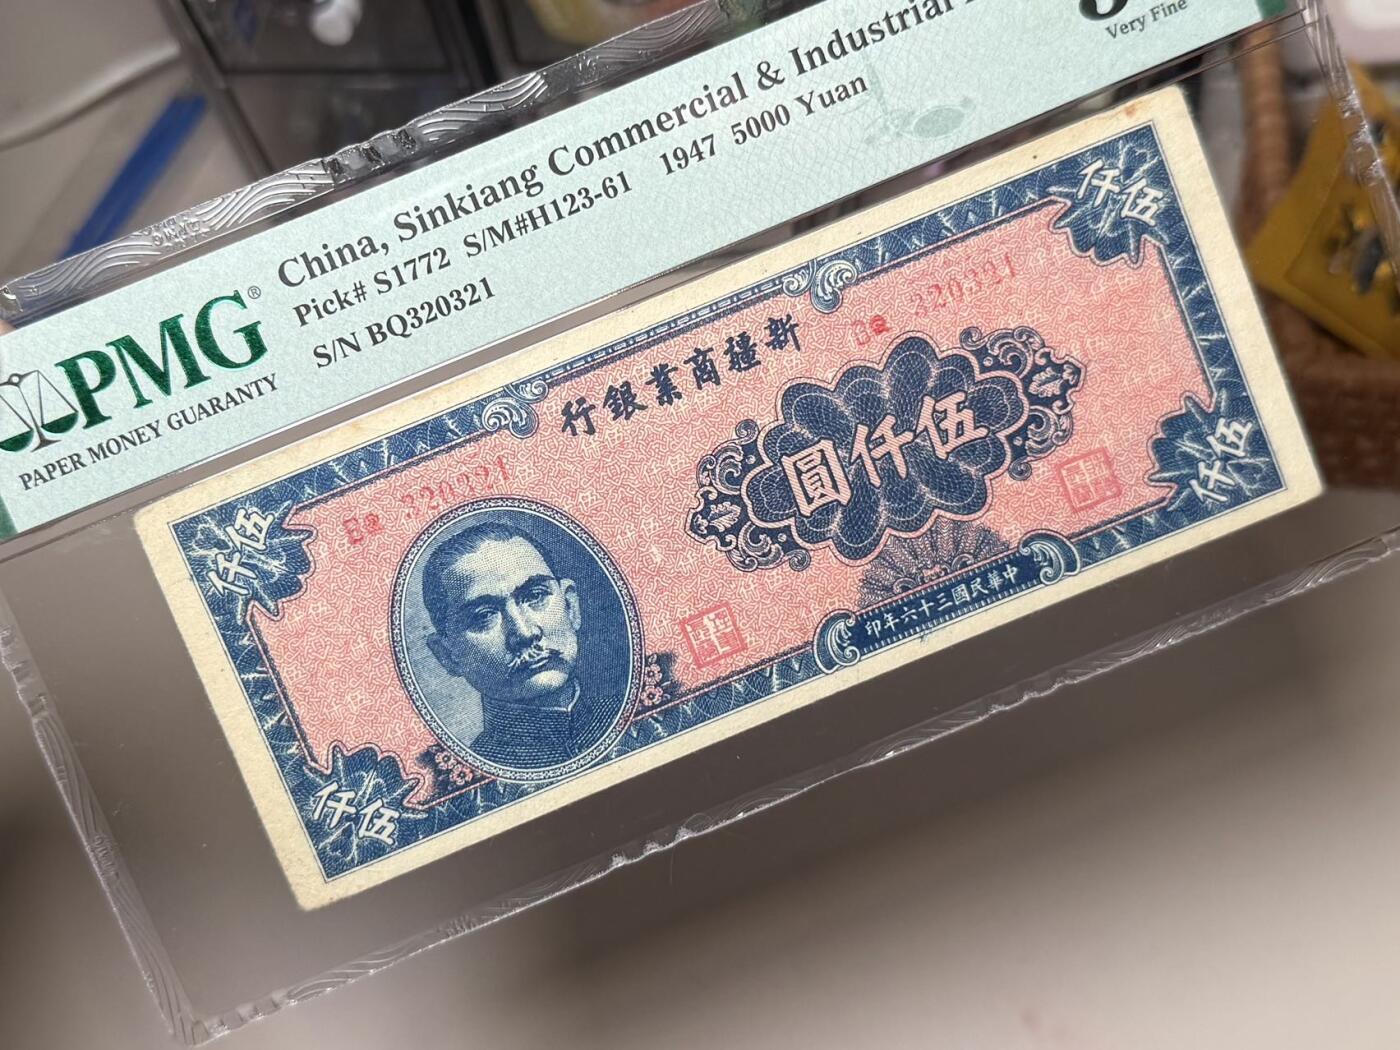 China, Sinkiang Commercial & Industrial
Very Fine
Pick# S1772 S/M#H123-61 1947 5000 Yuan
S/N BQ320321
PMG®
PAPER MONEY GUARANTY
行銀業商疆新
320321
320321
圓仟伍
仟伍
仟伍
仟伍
仟伍
印年六十三國民華中